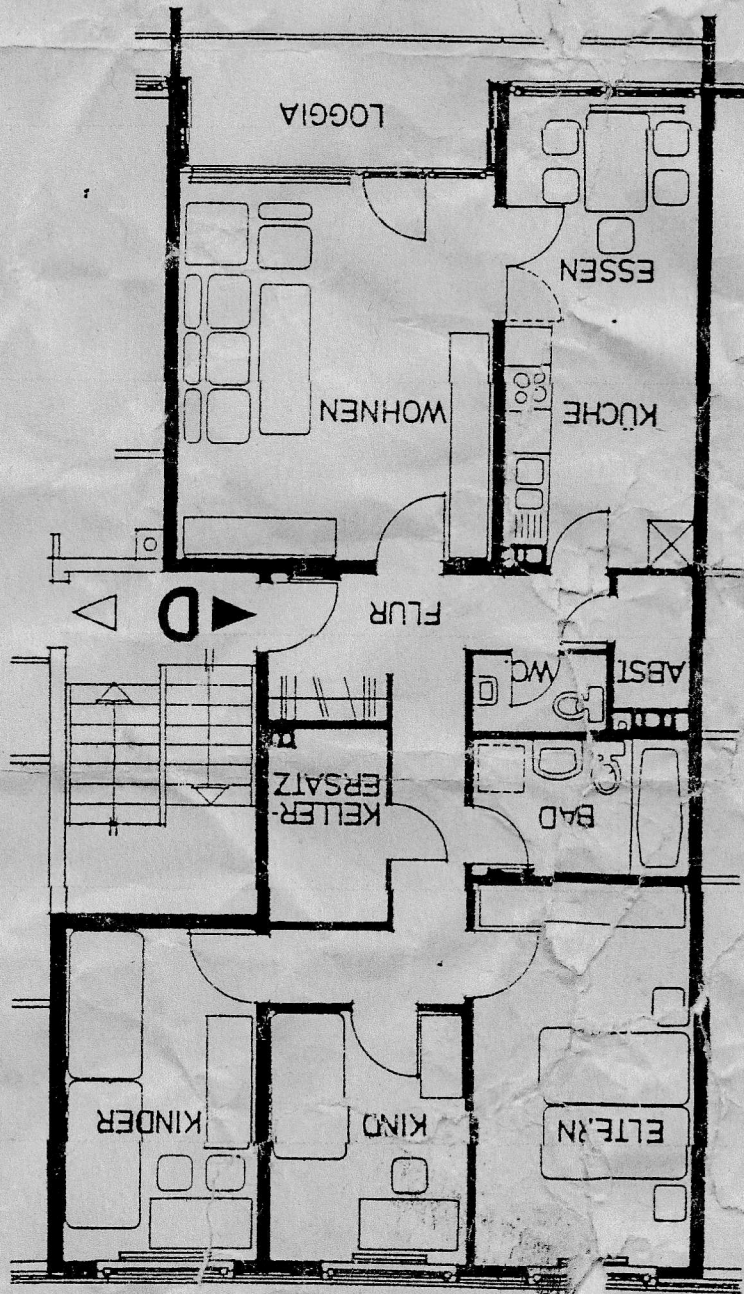 ELTERN
KIND
KINDER
BAD
KELLER-
ERSATZ
ABST.
WC
FLUR
D
KÜCHE
WOHNEN
ESSEN
LOGGIA